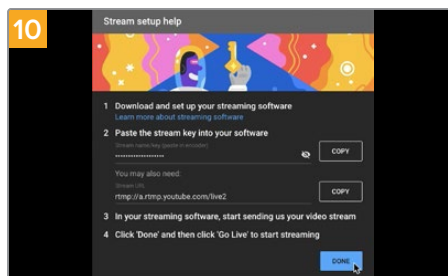 10
Stream setup help
1 Download and set up your streaming software
Learn more about streaming software
2 Paste the stream key into your software
Stream name/key (paste in encoder)
••••••••••••••••••••
COPY
You may also need:
Stream URL
rtmp://a.rtmp.youtube.com/live2
COPY
3 In your streaming software, start sending us your video stream
4 Click 'Done' and then click 'Go Live' to start streaming
DONE